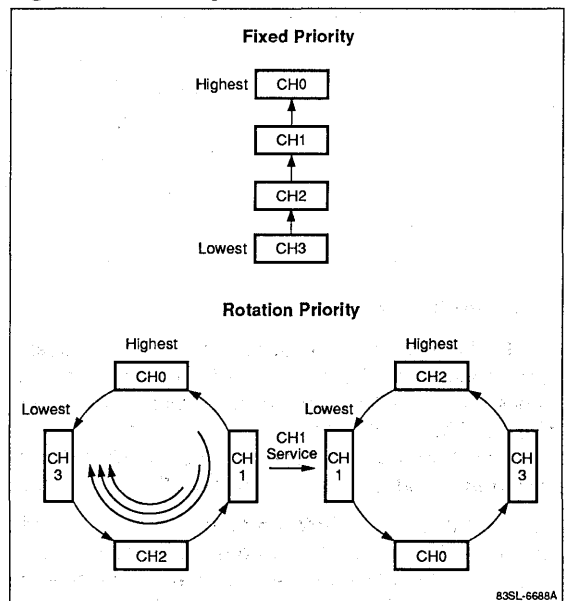 Fixed Priority
Highest
CH0
CH1
CH2
Lowest
CH3
Rotation Priority
Highest
CH0
Lowest
CH
3
CH
1
CH2
CH1
Service
Highest
CH2
Lowest
CH
1
CH
3
CH0
83SL-6688A